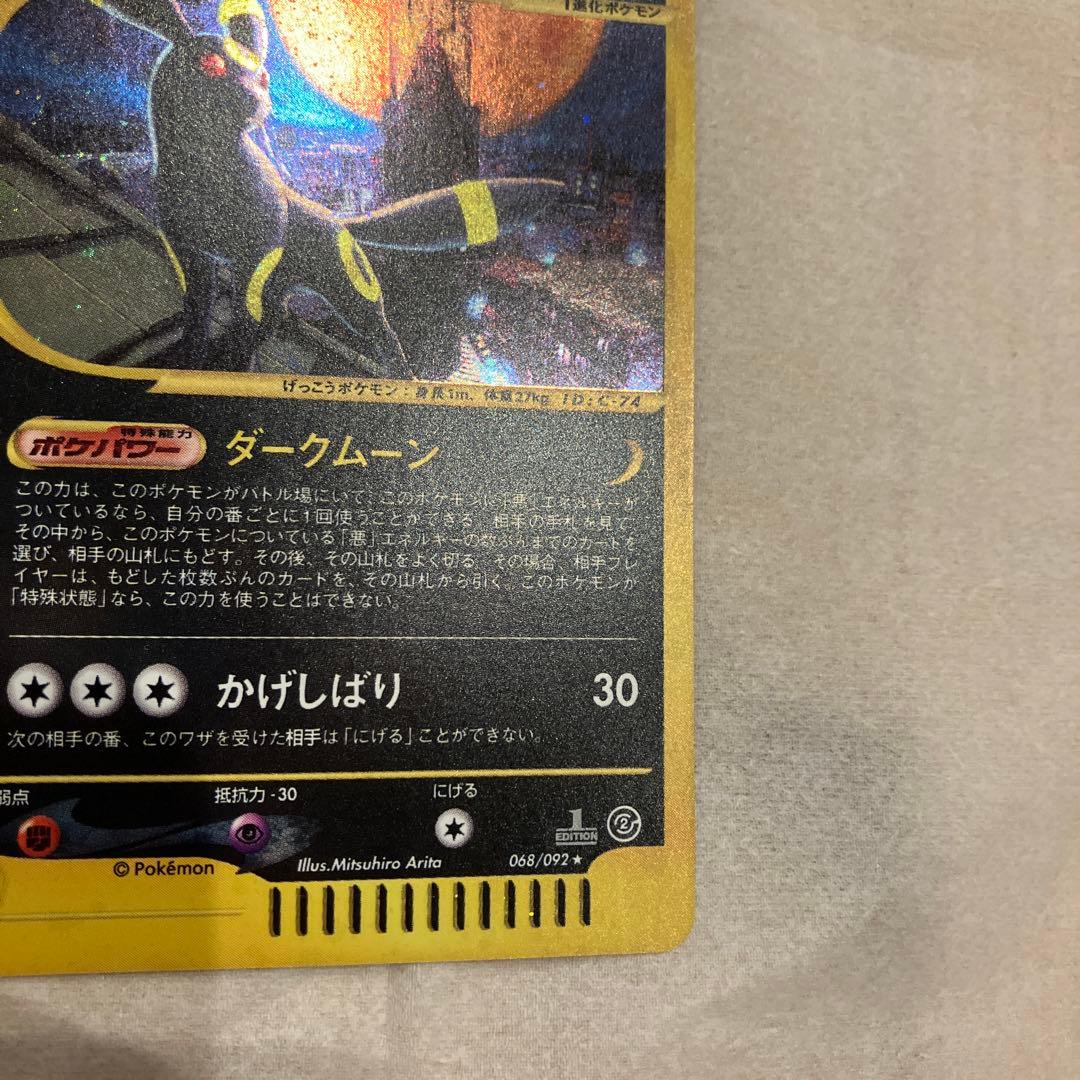 1進化ポケモン
げっこうポケモン：身長1m、体重27kg ID：C-74
特殊能力
ポケパワー ダークムーン
この力は、このポケモンがバトル場にいて、このポケモンに「悪」エネルギーが
ついているなら、自分の番ごとに1回使うことができる。相手の手札を見て、
その中から、このポケモンについている「悪」エネルギーの数ぶんまでのカードを
選び、相手の山札にもどす。その後、その山札をよく切る。その場合、相手プレ
イヤーは、もどした枚数ぶんのカードを、その山札から引く。このポケモンが
「特殊状態」なら、この力を使うことはできない。
かげしばり 30
次の相手の番、このワザを受けた相手は「にげる」ことができない。
弱点 抵抗力 -30 にげる
1 EDITION 2
©Pokémon Illus.Mitsuhiro Arita 068/092★